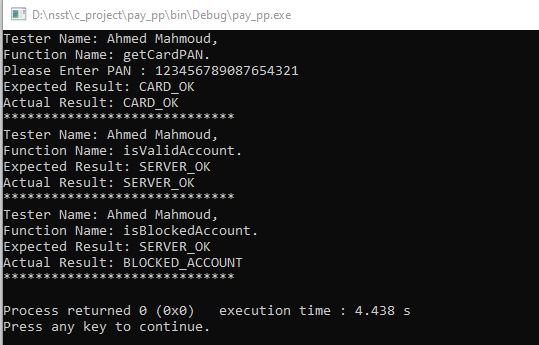 D:\nsst\c_project\pay_pp\bin\Debug\pay_pp.exe
Tester Name: Ahmed Mahmoud,
Function Name: getCardPAN.
Please Enter PAN : 123456789087654321
Expected Result: CARD_OK
Actual Result: CARD_OK
*****************************
Tester Name: Ahmed Mahmoud,
Function Name: isValidAccount.
Expected Result: SERVER_OK
Actual Result: SERVER_OK
*****************************
Tester Name: Ahmed Mahmoud,
Function Name: isBlockedAccount.
Expected Result: SERVER_OK
Actual Result: BLOCKED_ACCOUNT
*****************************
Process returned 0 (0x0)   execution time : 4.438 s
Press any key to continue.